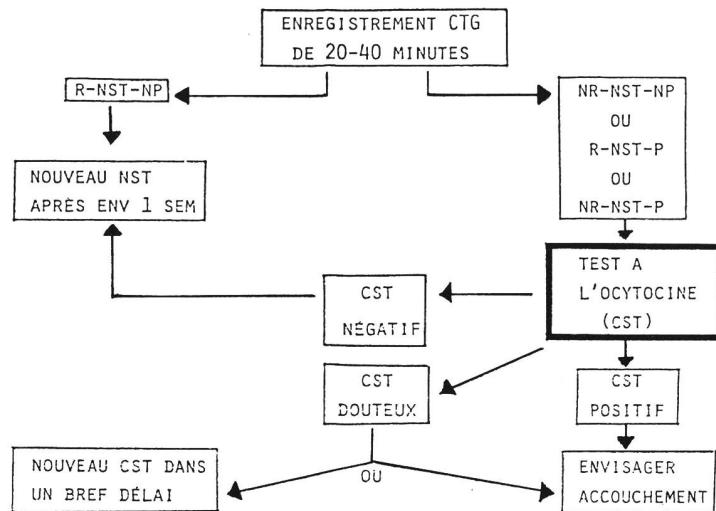 ENREGISTREMENT CTG
DE 20-40 MINUTES
R-NST-NP
NR-NST-NP
OU
R-NST-P
OU
NR-NST-P
NOUVEAU NST
APRÈS ENV 1 SEM
TEST A
L'OCYTOCINE
(CST)
CST
NÉGATIF
CST
DOUTEUX
CST
POSITIF
NOUVEAU CST DANS
UN BREF DÉLAI
OU
ENVISAGER
ACCOUCHEMENT